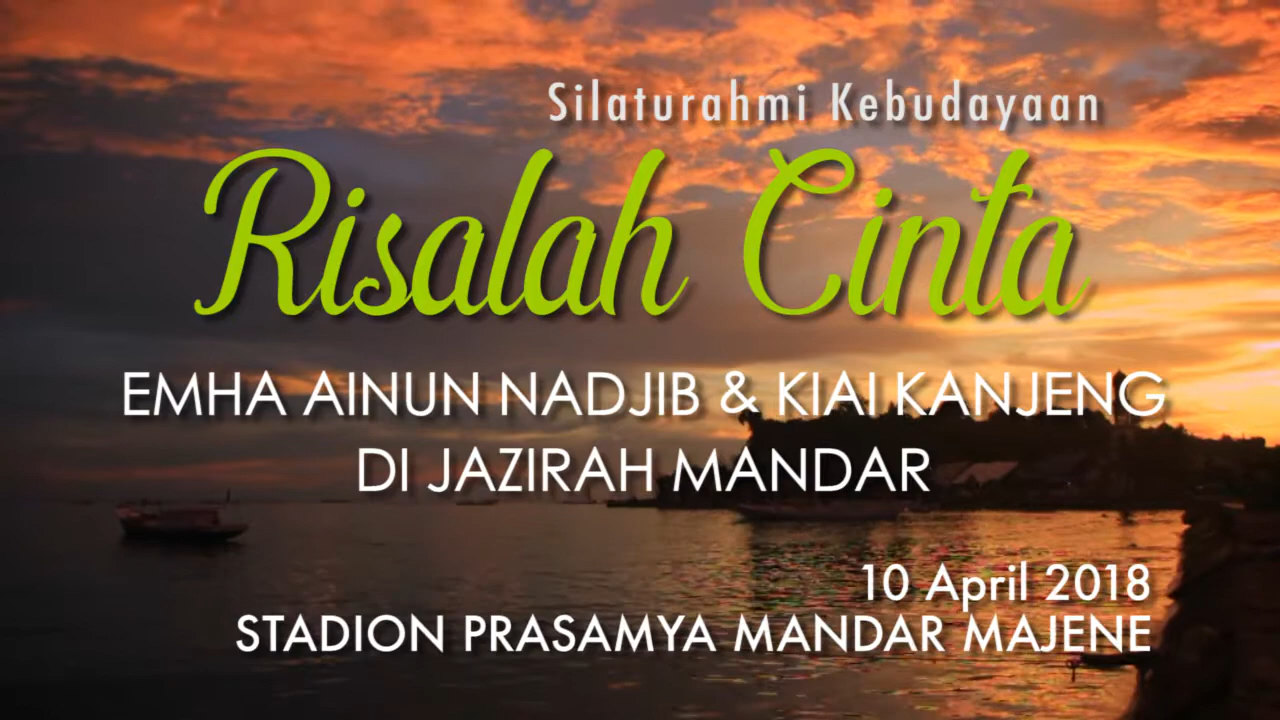 Silaturahmi Kebudayaan
Risalah Cinta
EMHA AINUN NADJIB & KIAI KANJENG
DI JAZIRAH MANDAR
10 April 2018
STADION PRASAMYA MANDAR MAJENE